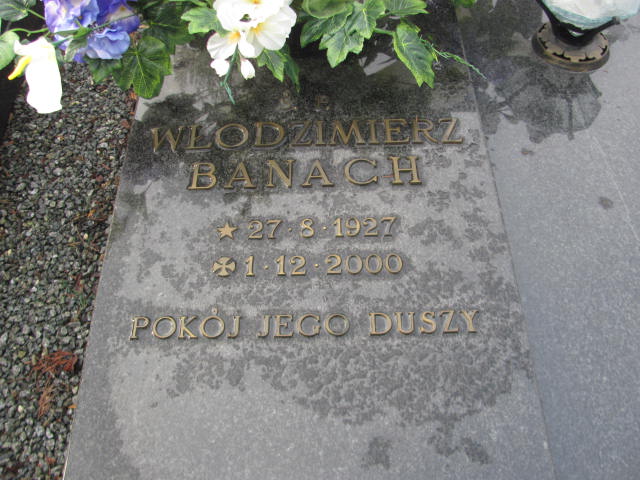 WŁODZIMIERZ
BANACH
★ 27 · 8 · 1927
✠ 1 · 12 · 2000
POKÓJ JEGO DUSZY